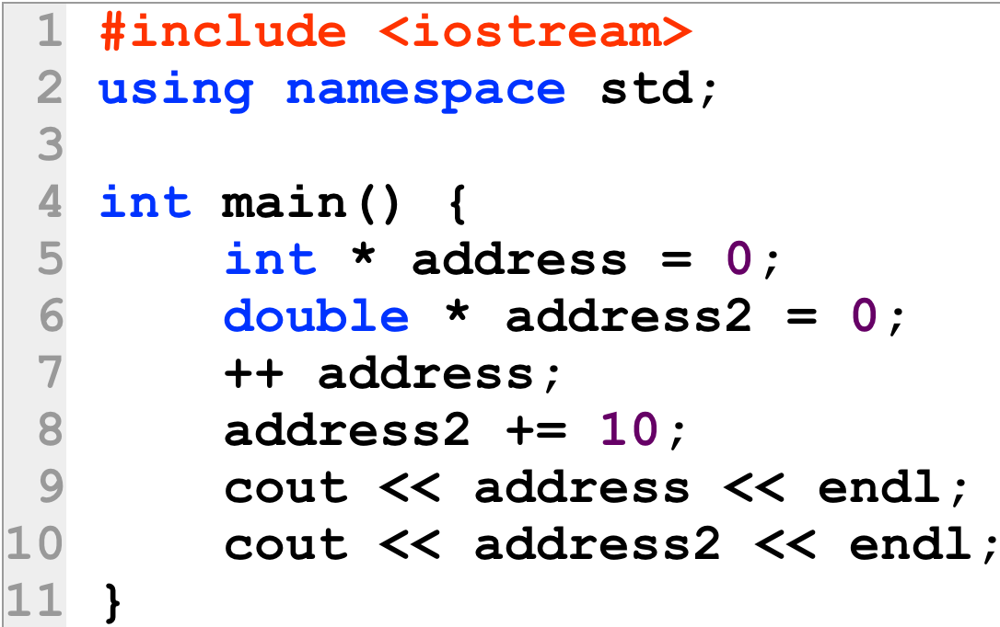 1 #include <iostream>
2 using namespace std;
3
4 int main() {
5     int * address = 0;
6     double * address2 = 0;
7     ++ address;
8     address2 += 10;
9     cout << address << endl;
10     cout << address2 << endl;
11 }